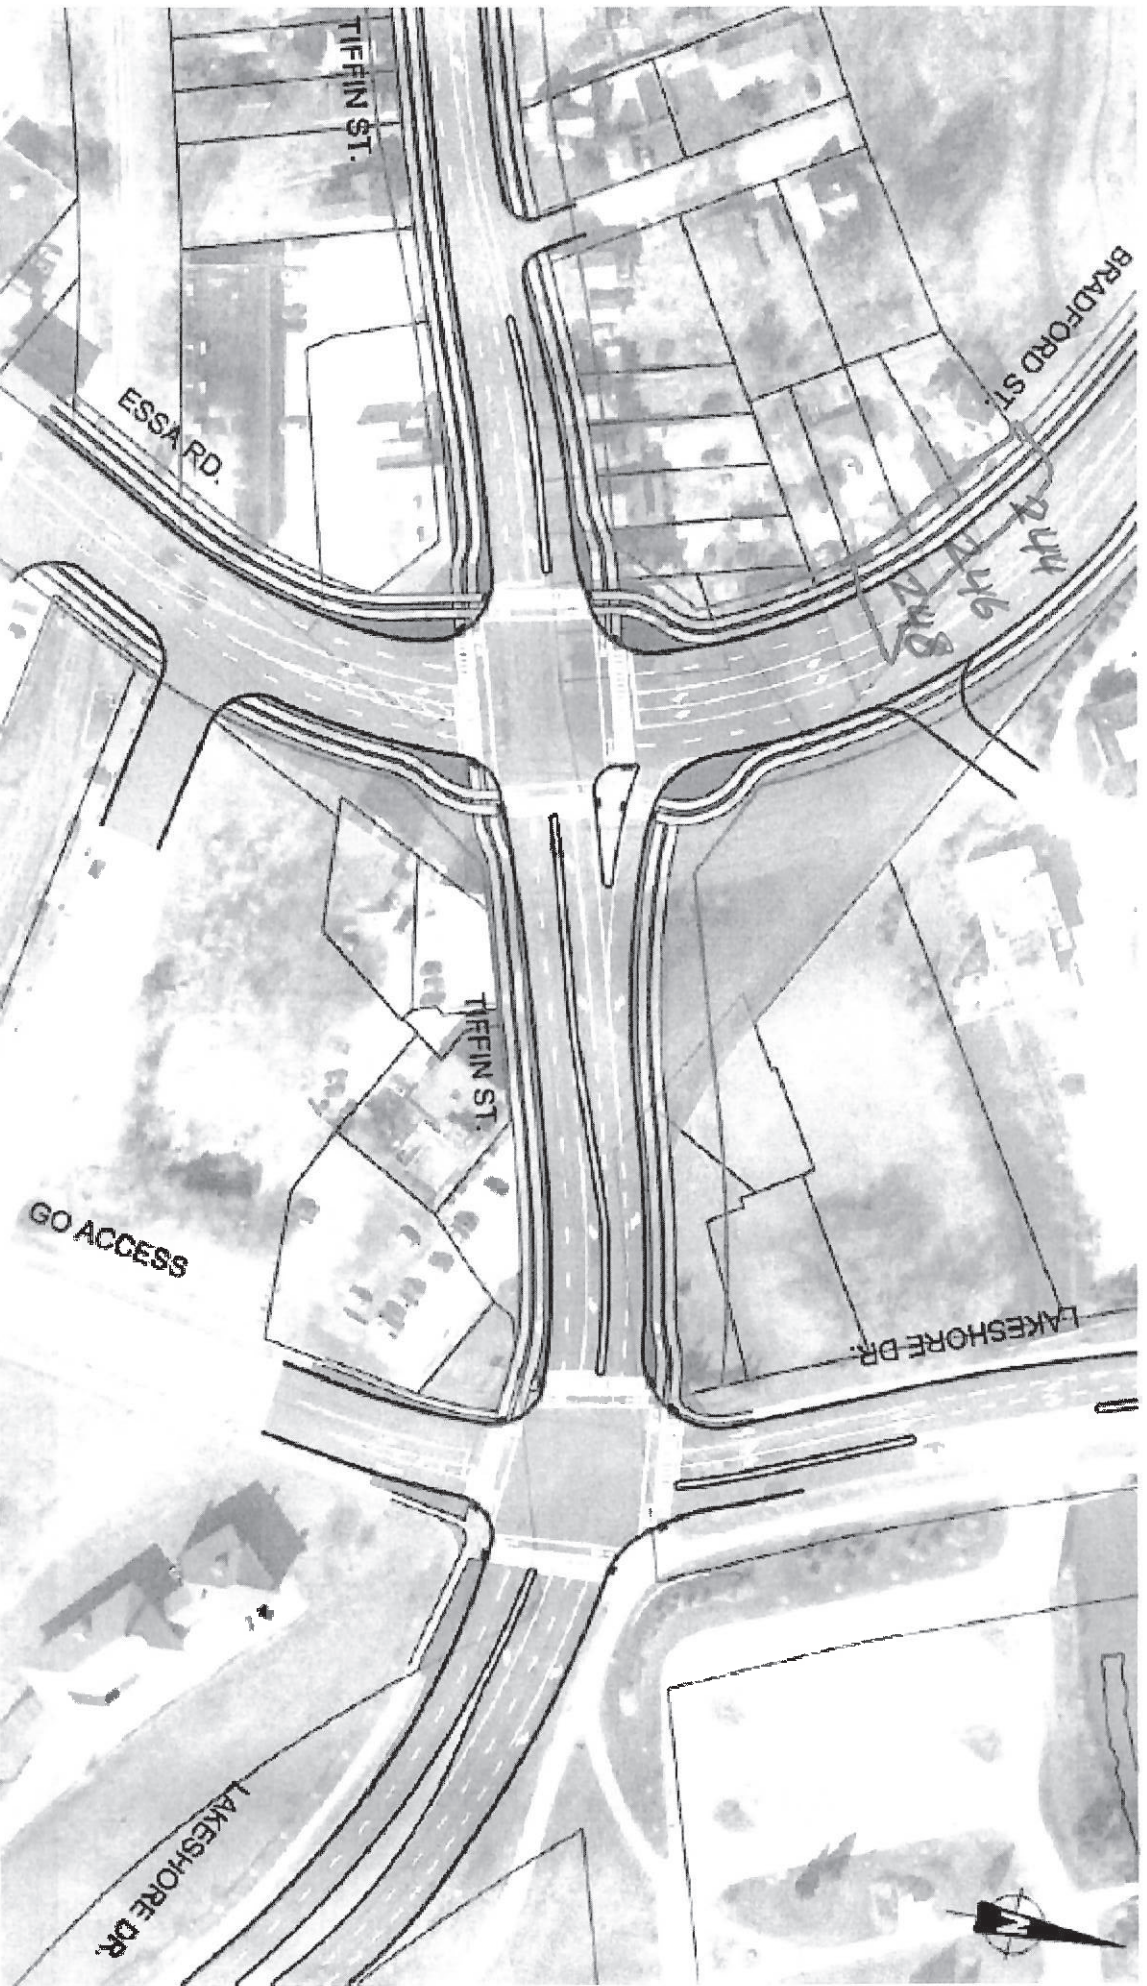 TIFFIN ST.
BRADFORD ST.
ESSA RD.
244
246
248
TIFFIN ST.
GO ACCESS
LAKESHORE DR.
LAKESHORE DR.
N